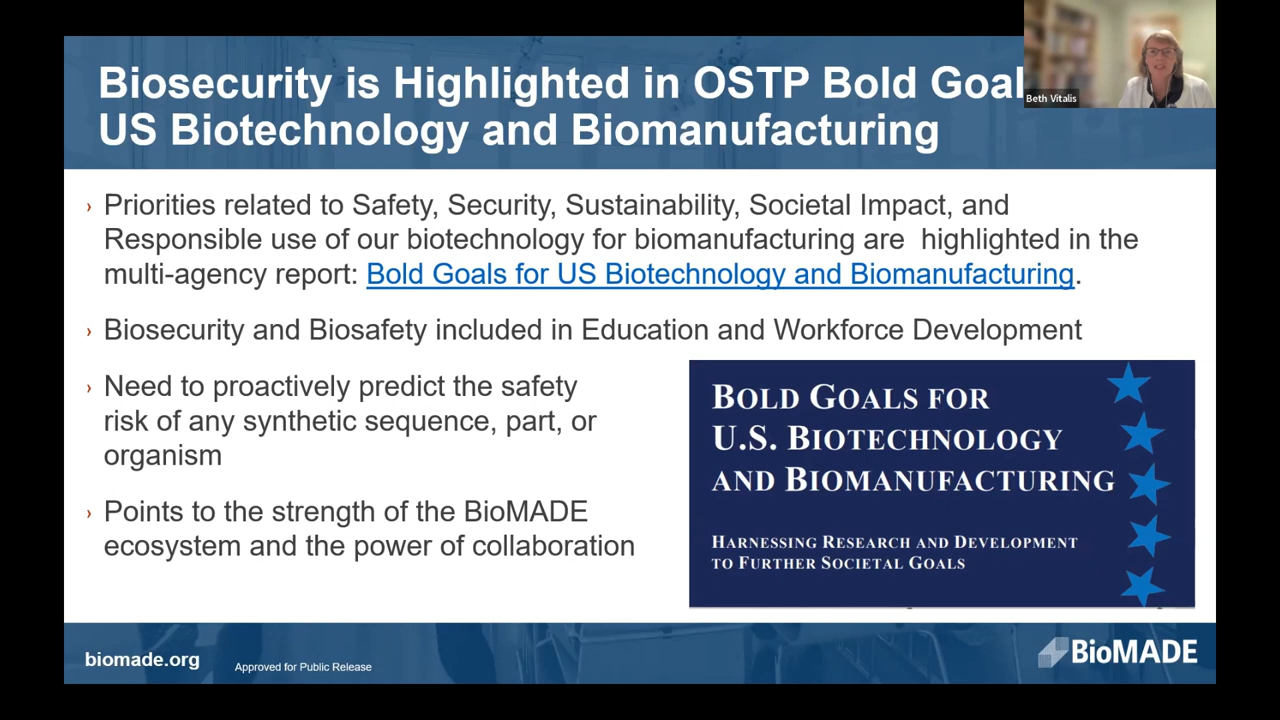 Biosecurity is Highlighted in OSTP Bold Goal
US Biotechnology and Biomanufacturing
Beth Vitalis
› Priorities related to Safety, Security, Sustainability, Societal Impact, and
Responsible use of our biotechnology for biomanufacturing are  highlighted in the
multi-agency report: Bold Goals for US Biotechnology and Biomanufacturing.
› Biosecurity and Biosafety included in Education and Workforce Development
› Need to proactively predict the safety
risk of any synthetic sequence, part, or
organism
› Points to the strength of the BioMADE
ecosystem and the power of collaboration
BOLD GOALS FOR
U.S. BIOTECHNOLOGY
AND BIOMANUFACTURING
HARNESSING RESEARCH AND DEVELOPMENT
TO FURTHER SOCIETAL GOALS
biomade.org
Approved for Public Release
BioMADE